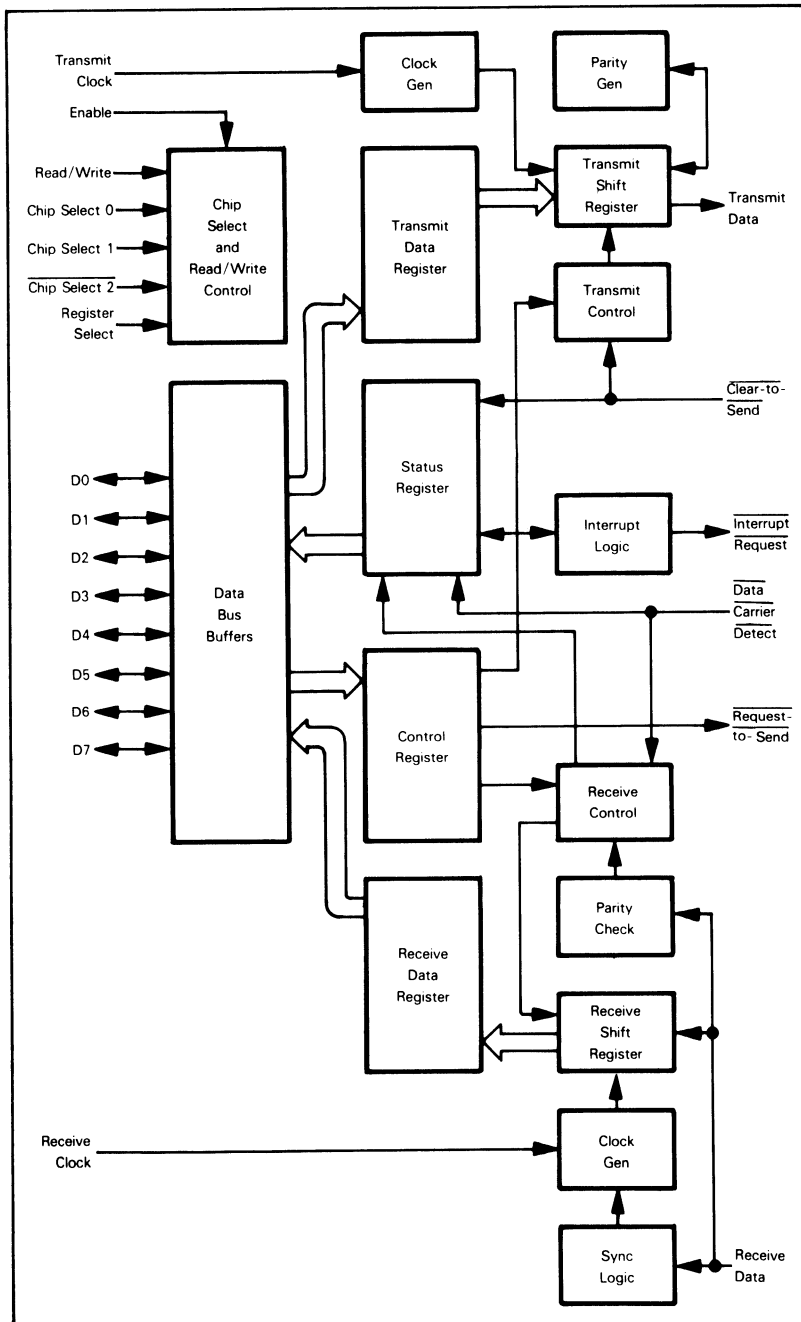 Transmit
Clock
Clock
Gen
Parity
Gen
Enable
Read/Write
Chip Select 0
Chip Select 1
Chip Select 2
Register
Select
Chip
Select
and
Read/Write
Control
Transmit
Data
Register
Transmit
Shift
Register
Transmit
Data
Transmit
Control
Clear-to-
Send
D0
D1
D2
D3
D4
D5
D6
D7
Data
Bus
Buffers
Status
Register
Interrupt
Logic
Interrupt
Request
Data
Carrier
Detect
Control
Register
Request-
to-Send
Receive
Control
Parity
Check
Receive
Data
Register
Receive
Shift
Register
Receive
Clock
Clock
Gen
Sync
Logic
Receive
Data